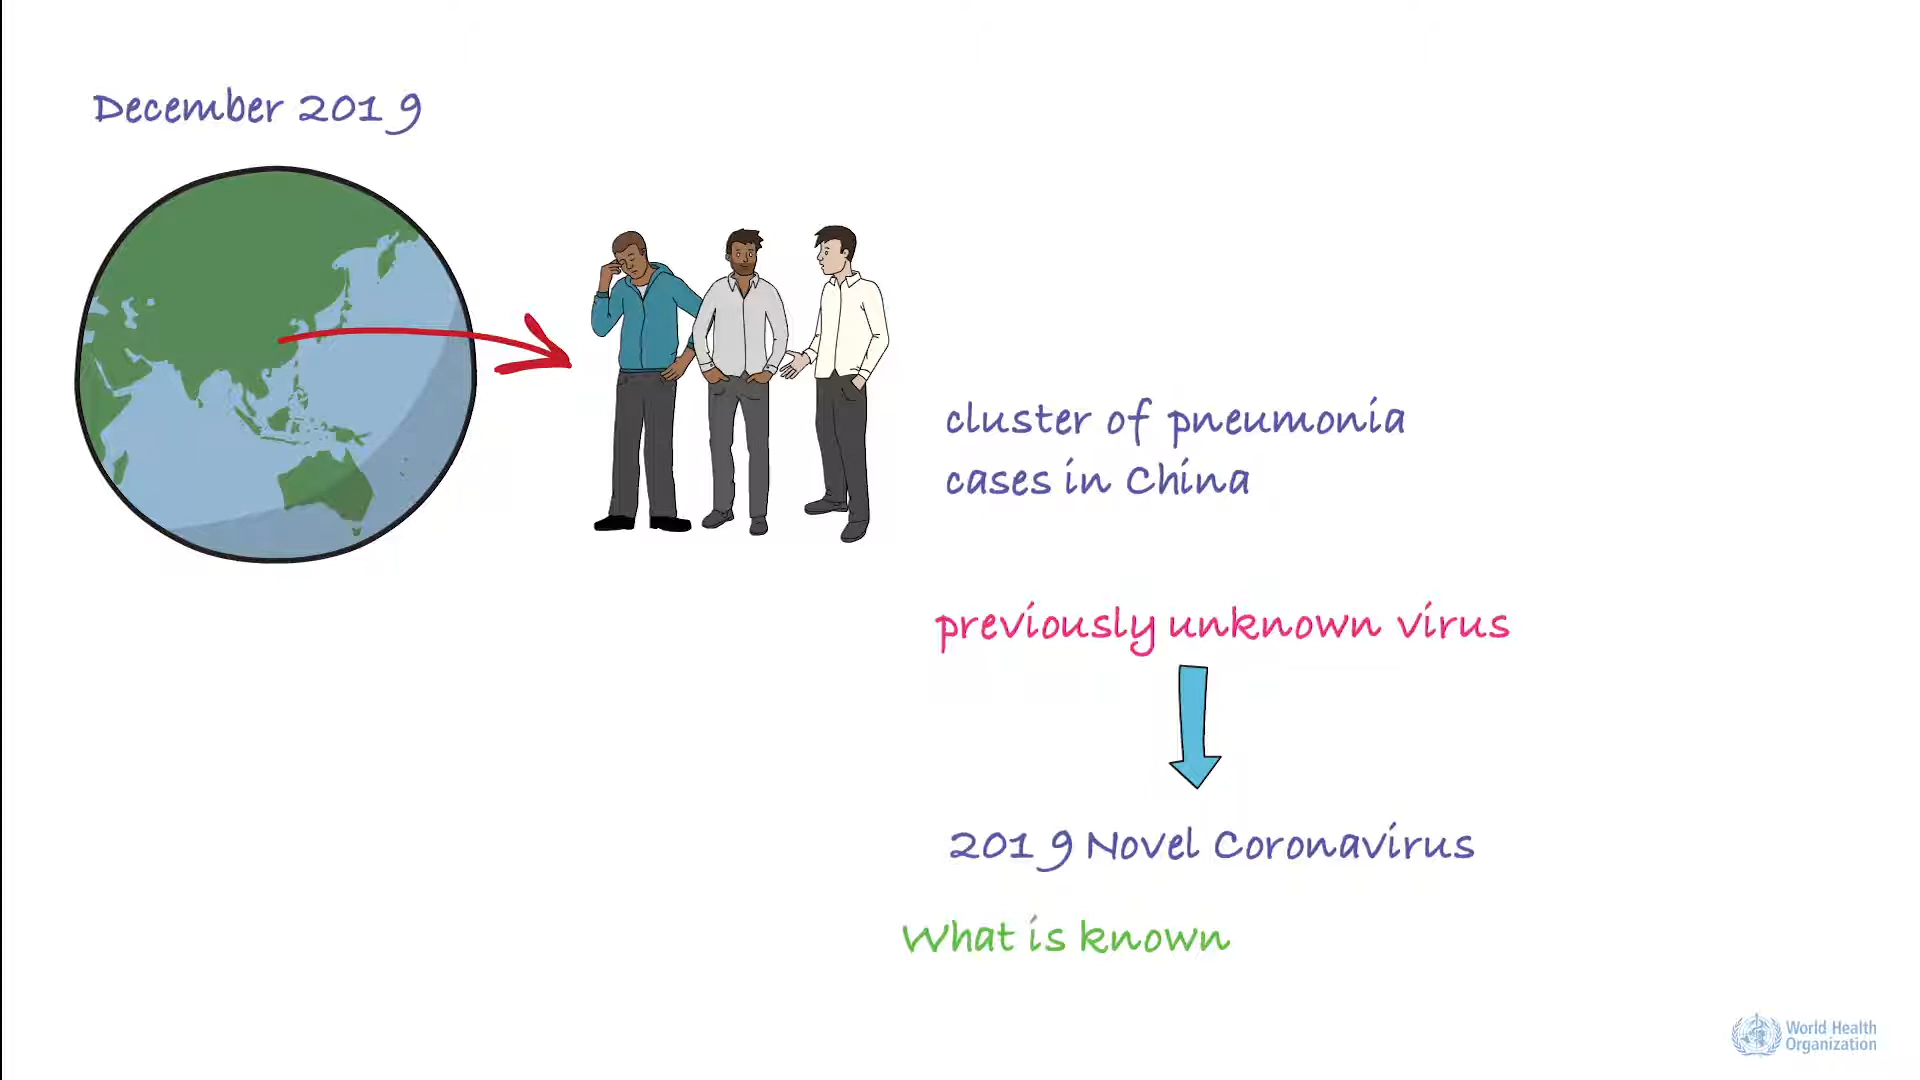 December 2019
cluster of pneumonia
cases in China
previously unknown virus
2019 Novel Coronavirus
What is known
World Health
Organization